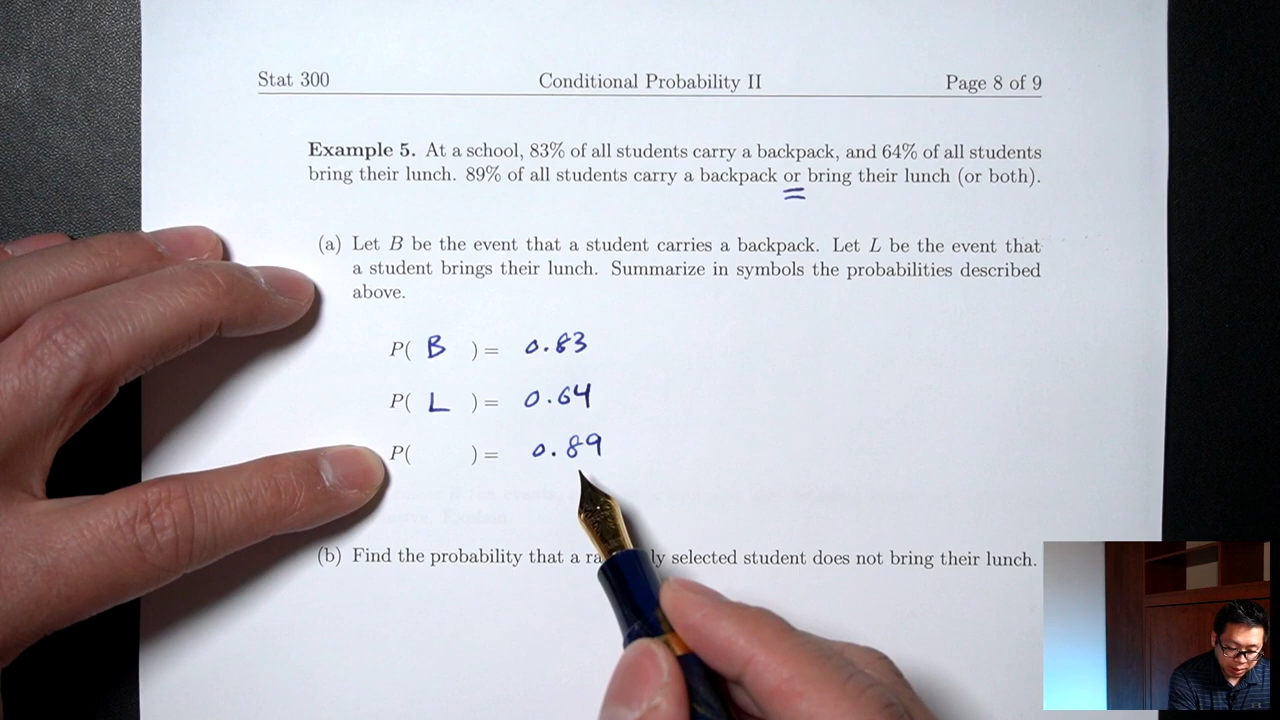 Stat 300 Conditional Probability II Page 8 of 9
Example 5. At a school, 83% of all students carry a backpack, and 64% of all students
bring their lunch. 89% of all students carry a backpack or bring their lunch (or both).
(a) Let B be the event that a student carries a backpack. Let L be the event that
a student brings their lunch. Summarize in symbols the probabilities described
above.
P( B ) = 0.83
P( L ) = 0.64
P( ) = 0.89
(b) Find the probability that a selected student does not bring their lunch.